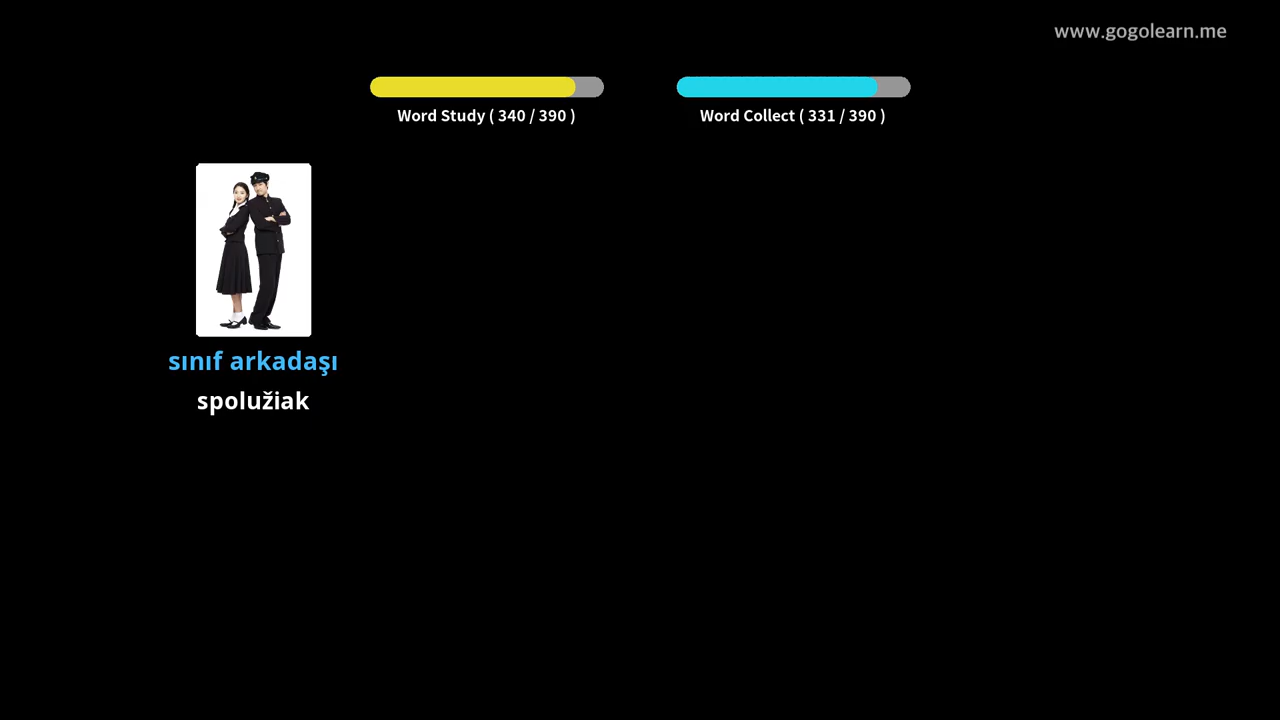 www.gogolearn.me
Word Study ( 340 / 390 )
Word Collect ( 331 / 390 )
sınıf arkadaşı
spolužiak